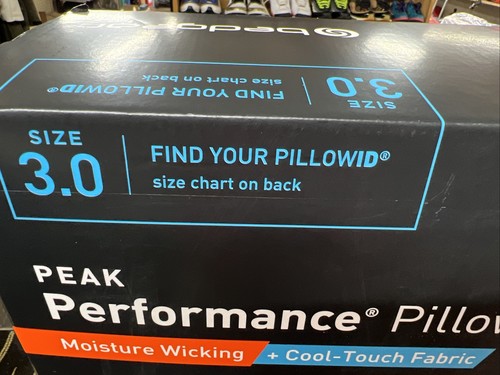 SIZE
3.0
FIND YOUR PILLOWID®
size chart on back
SIZE
3.0
FIND YOUR PILLOWID®
size chart on back
PEAK
Performance® Pillow
Moisture Wicking + Cool-Touch Fabric